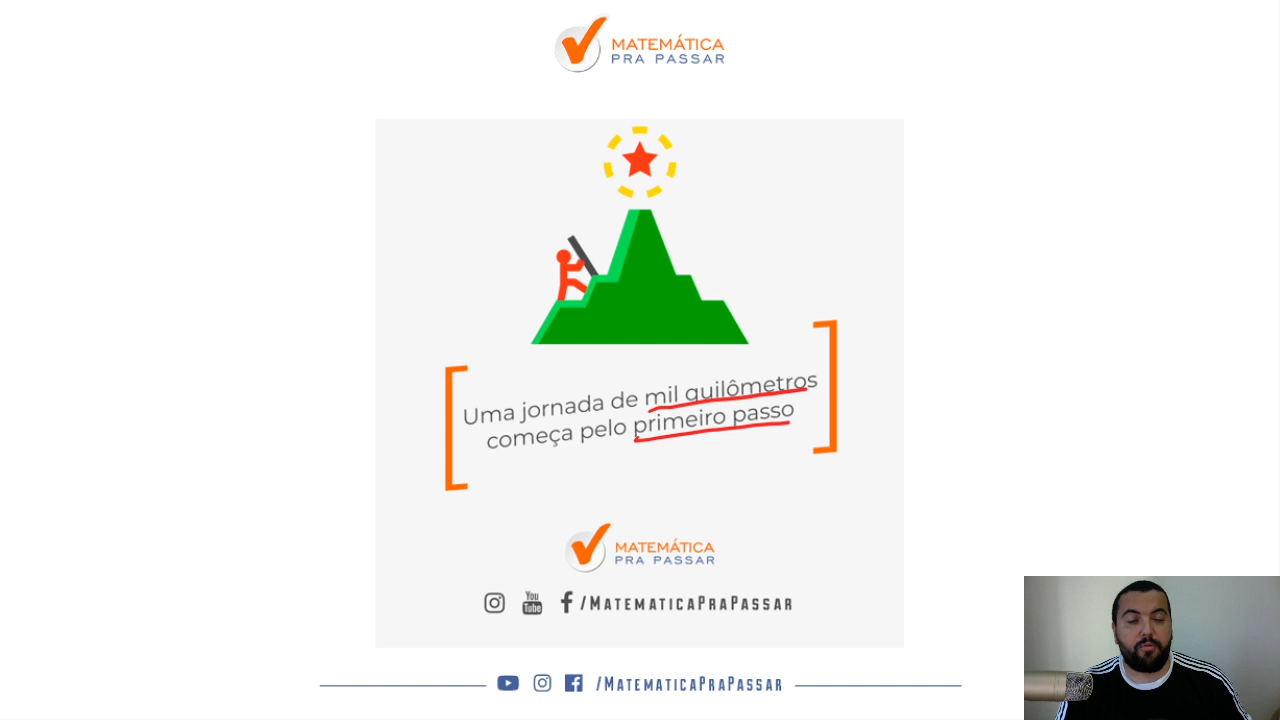 MATEMÁTICA
PRA PASSAR
Uma jornada de mil quilômetros
começa pelo primeiro passo
MATEMÁTICA
PRA PASSAR
You
Tube
/MATEMATICAPRAPASSAR
/MATEMATICAPRAPASSAR